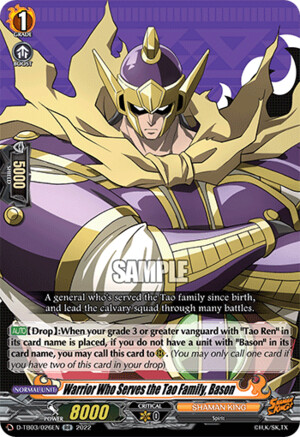 1
GRADE
BOOST
5000
SHIELD
SAMPLE
A general who's served the Tao family since birth,
and lead the calvary squad through many battles.
AUTO [Drop]:When your grade 3 or greater vanguard with "Tao Ren" in
its card name is placed, if you do not have a unit with "Bason" in its
card name, you may call this card to R. (You may only call one card if
you have two of this card in your drop)
NORMAL UNIT
Warrior Who Serves the Tao Family, Bason
POWER 8000
CRITICAL
0
SHAMAN KING
Spirit
SHAMAN KING
D-TB03/026EN RR 2022
©H.K/SK.TX